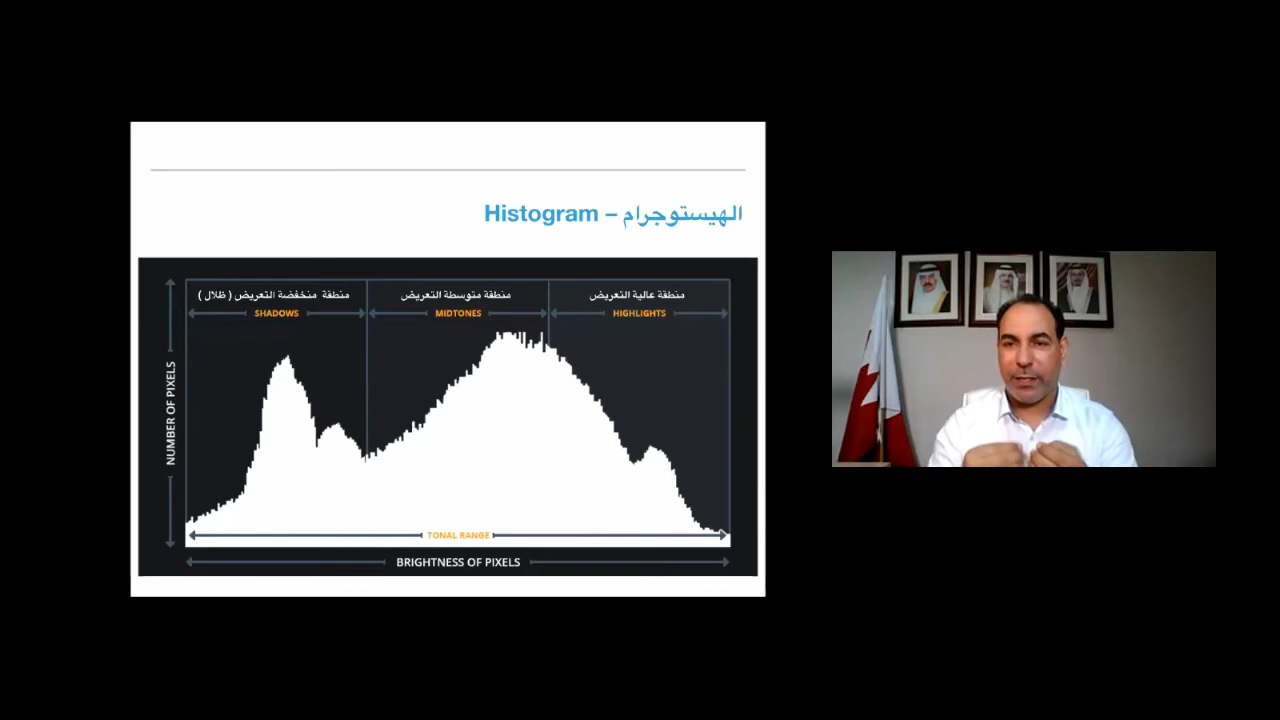 الهيستوجرام – Histogram
منطقة منخفضة التعريض ( ظلال )
منطقة متوسطة التعريض
منطقة عالية التعريض
SHADOWS
MIDTONES
HIGHLIGHTS
NUMBER OF PIXELS
TONAL RANGE
BRIGHTNESS OF PIXELS